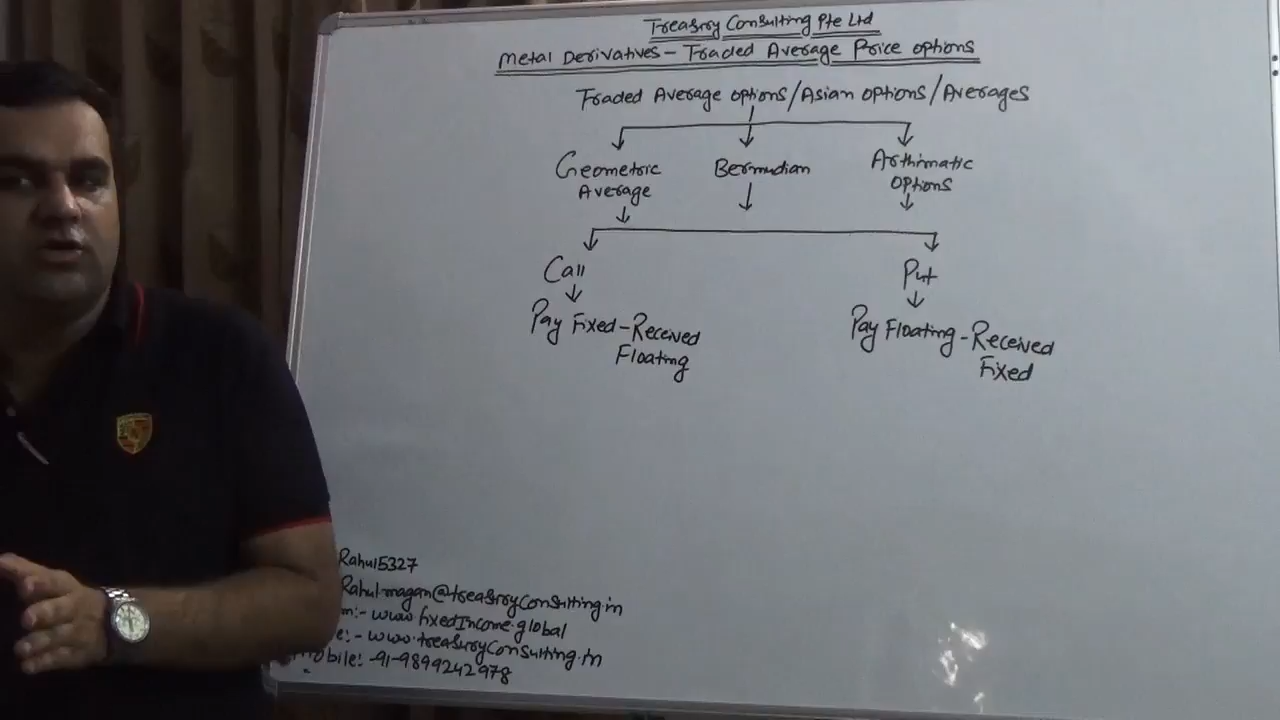 Treasury Consulting Pte Ltd
Metal Derivatives - Traded Average Price options
Traded Average options/Asian options/Averages
Geometric Average
Bermudian
Arthimatic options
Call
Put
Pay Fixed - Received Floating
Pay Floating - Received Fixed
Rahul5327
Rahul.magan@treasuryconsulting.in
m:- www.fixedIncome.global
e:- www.treasuryconsulting.in
mobile: -91-9899242978